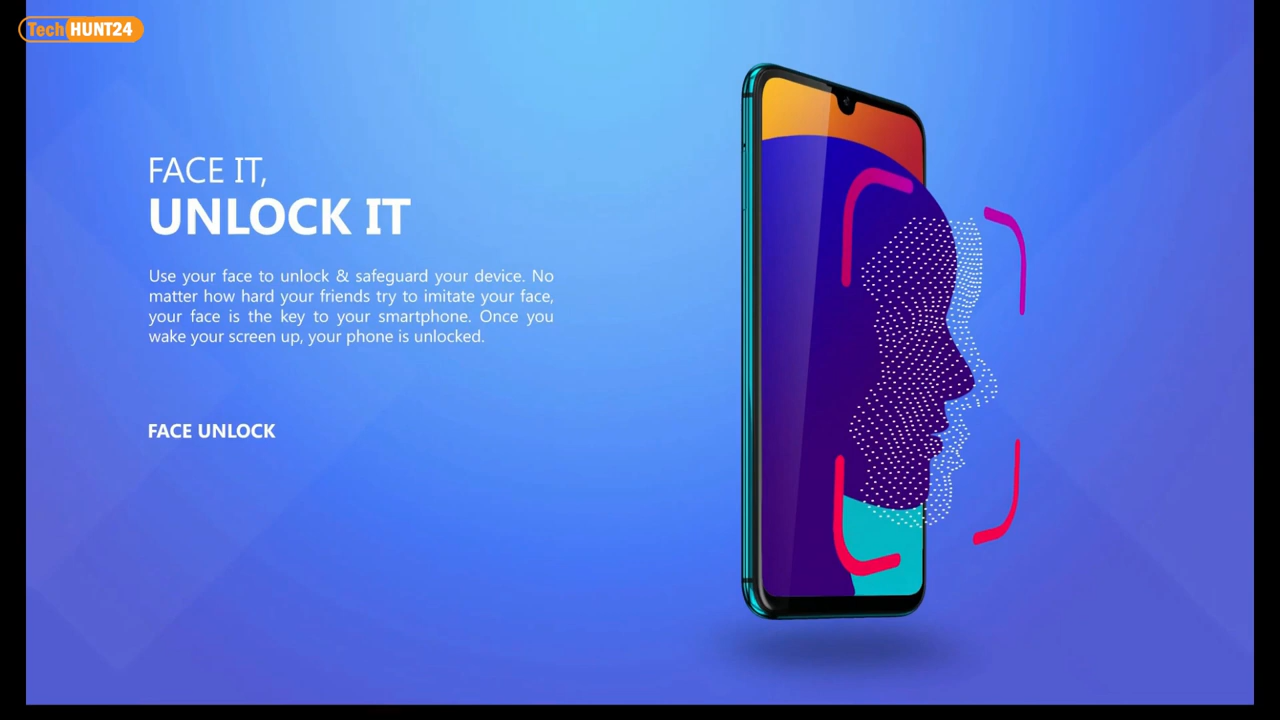 Tech HUNT24
FACE IT,
UNLOCK IT
Use your face to unlock & safeguard your device. No
matter how hard your friends try to imitate your face,
your face is the key to your smartphone. Once you
wake your screen up, your phone is unlocked.
FACE UNLOCK